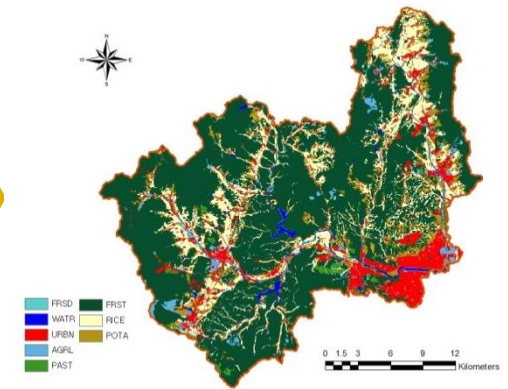 N
W E
S
FRSD FRST
WATR RICE
URBN POTA
AGRL
PAST
0 1.5 3 6 9 12
Kilometers